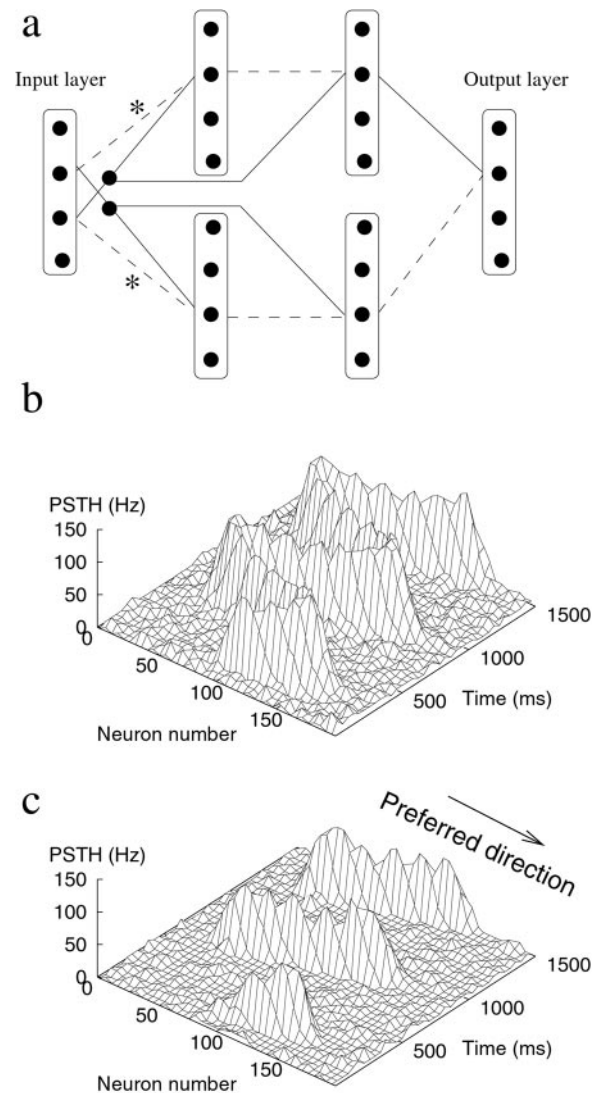 a
Input layer
Output layer
*
*
b
PSTH (Hz)
150
100
50
0
0
50
100
150
Neuron number
500
1000
1500
Time (ms)
c
Preferred direction
PSTH (Hz)
150
100
50
0
0
50
100
150
Neuron number
500
1000
1500
Time (ms)